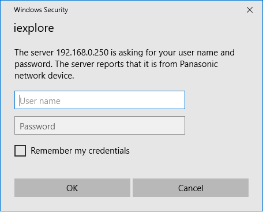 Windows Security
iexplore
The server 192.168.0.250 is asking for your user name and
password. The server reports that it is from Panasonic
network device.
User name
Password
Remember my credentials
OK
Cancel